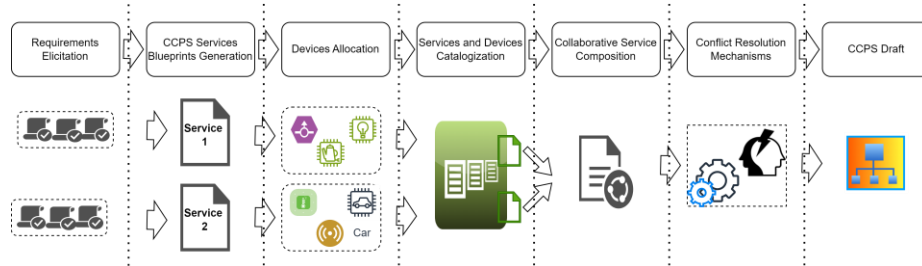 Requirements
Elicitation
CCPS Services
Blueprints Generation
Devices Allocation
Services and Devices
Catalogization
Collaborative Service
Composition
Conflict Resolution
Mechanisms
CCPS Draft
Service
1
Service
2
Car